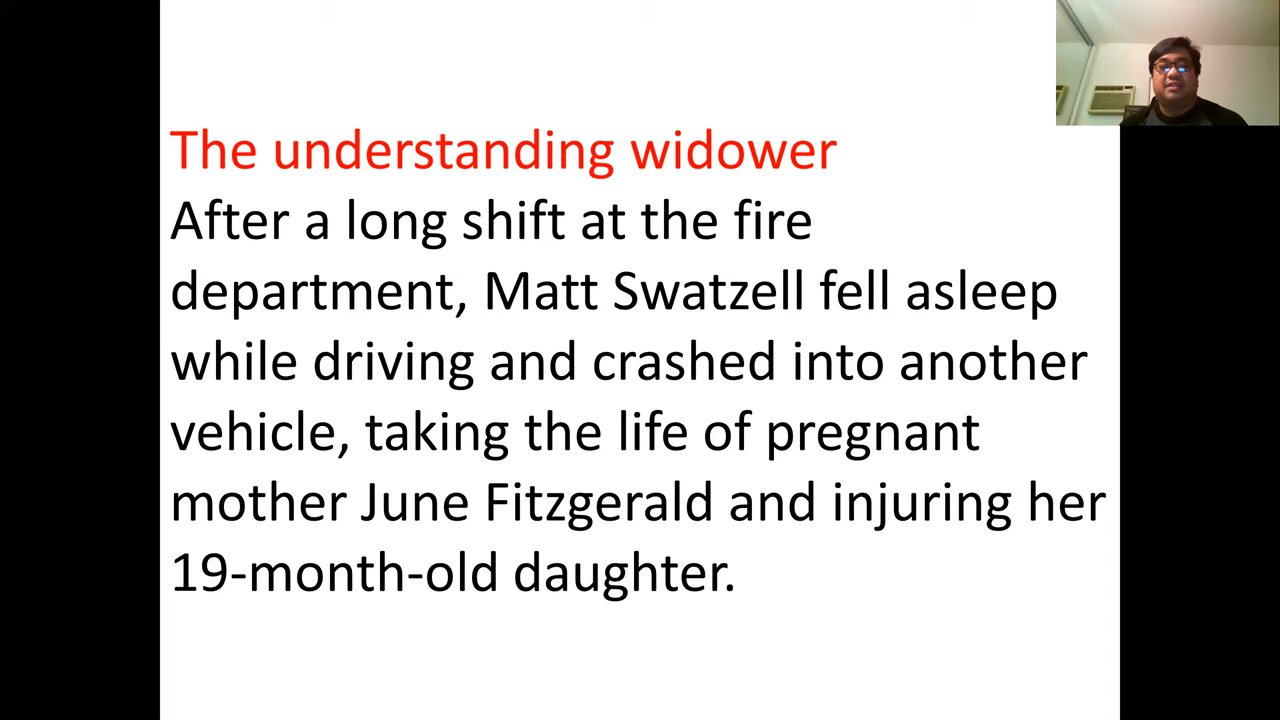 The understanding widower
After a long shift at the fire
department, Matt Swatzell fell asleep
while driving and crashed into another
vehicle, taking the life of pregnant
mother June Fitzgerald and injuring her
19-month-old daughter.